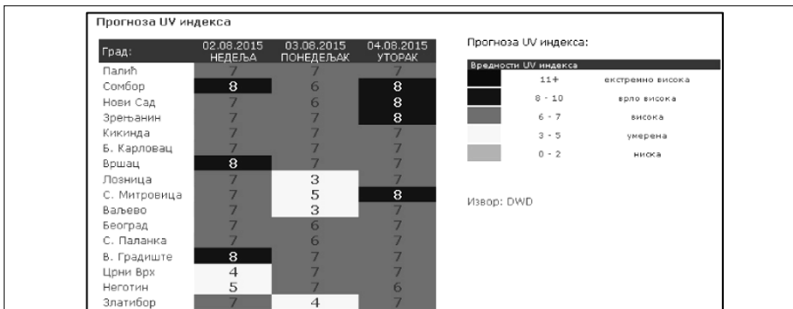 Прогноза UV индекса
Град: 02.08.2015 НЕДЕЉА 03.08.2015 ПОНЕДЕЉАК 04.08.2015 УТОРАК
Палић 7 7 7
Сомбор 8 6 8
Нови Сад 7 6 8
Зрењанин 7 7 8
Кикинда 7 7 7
Б. Карловац 7 7 7
Вршац 8 7 7
Лозница 7 3 7
С. Митровица 7 5 8
Ваљево 7 3 7
Београд 7 6 7
С. Паланка 7 6 7
В. Градиште 8 7 7
Црни Врх 4 7 7
Неготин 5 7 6
Златибор 7 4 7
Прогноза UV индекса:
Вредности UV индекса
11+ екстремно висока
8 - 10 врло висока
6 - 7 висока
3 - 5 умерена
0 - 2 ниска
Извор: DWD